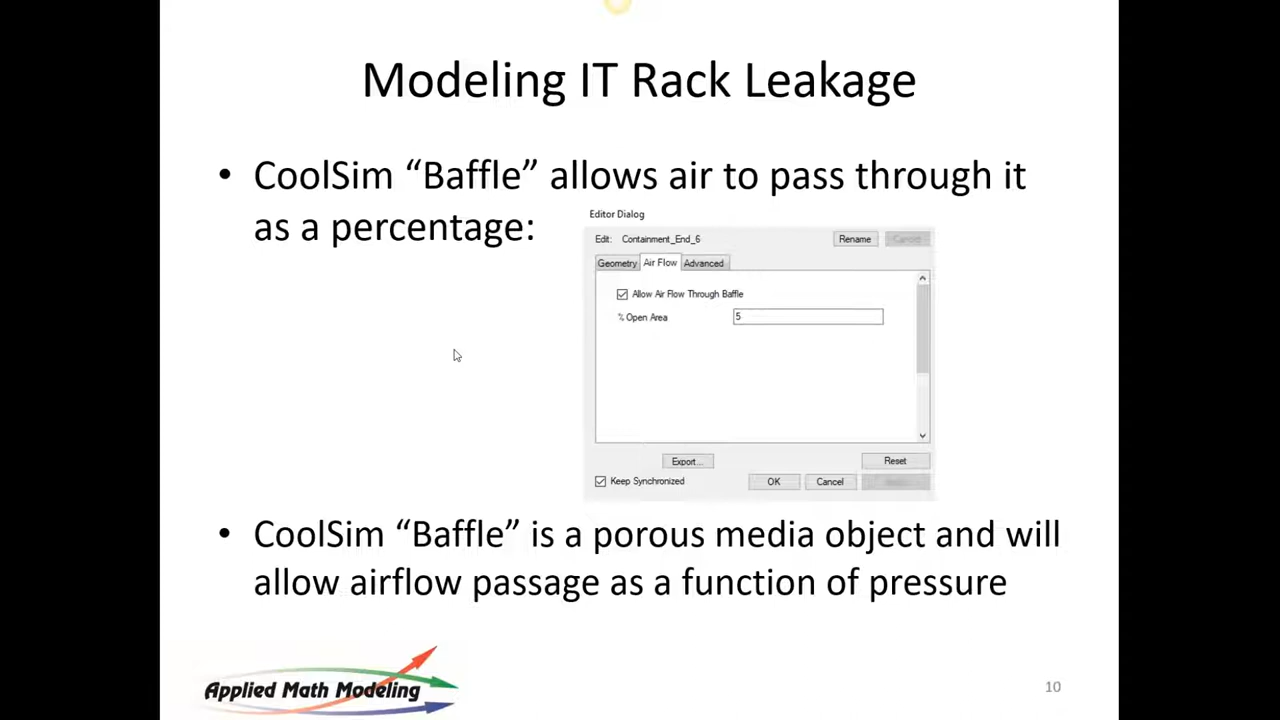 Modeling IT Rack Leakage
• CoolSim “Baffle” allows air to pass through it
as a percentage:
Editor Dialog
Edit: Containment_End_6
Rename
Cancel
Geometry Air Flow Advanced
Allow Air Flow Through Baffle
% Open Area 5
Export...
Reset
Keep Synchronized
OK Cancel
• CoolSim “Baffle” is a porous media object and will
allow airflow passage as a function of pressure
Applied Math Modeling
10